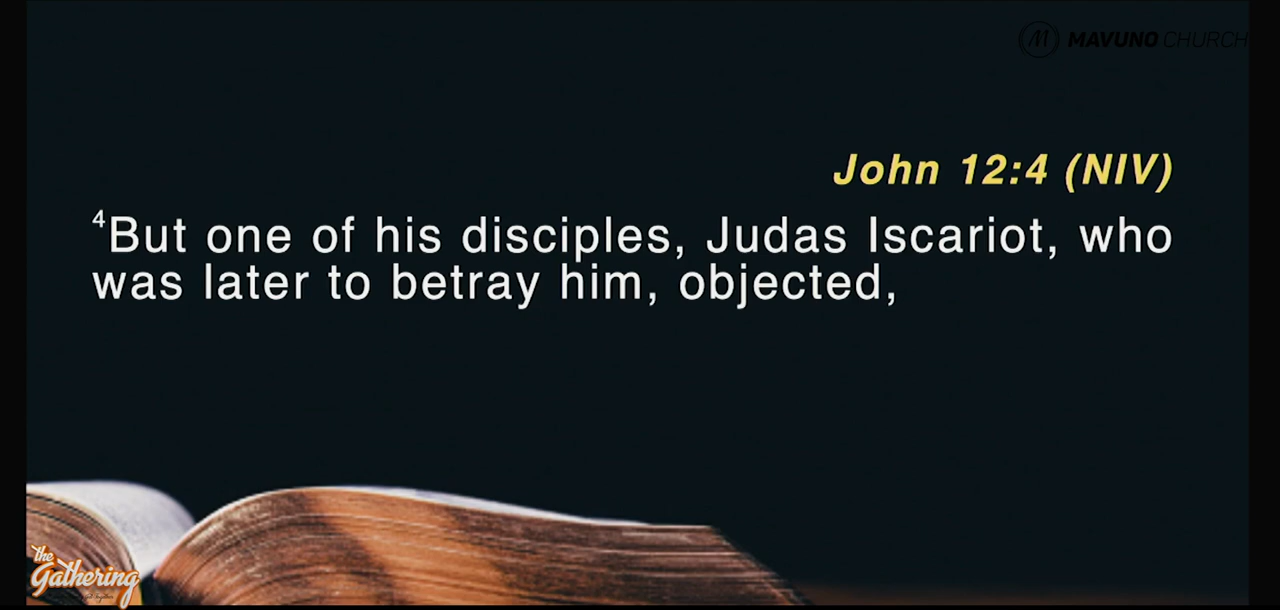 MAVUNO CHURCH
John 12:4 (NIV)
4But one of his disciples, Judas Iscariot, who
was later to betray him, objected,
the
Gathering